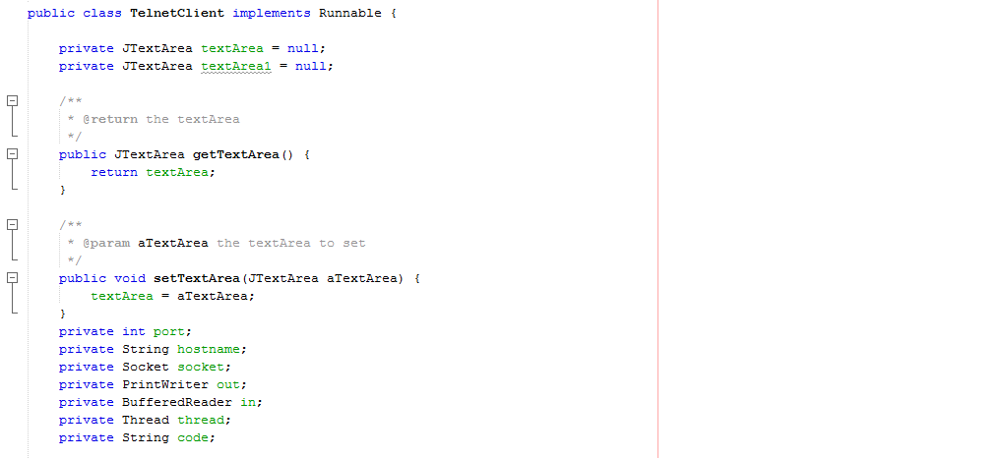 public class TelnetClient implements Runnable {
private JTextArea textArea = null;
private JTextArea textArea1 = null;
/**
* @return the textArea
*/
public JTextArea getTextArea() {
return textArea;
}
/**
* @param aTextArea the textArea to set
*/
public void setTextArea(JTextArea aTextArea) {
textArea = aTextArea;
}
private int port;
private String hostname;
private Socket socket;
private PrintWriter out;
private BufferedReader in;
private Thread thread;
private String code;